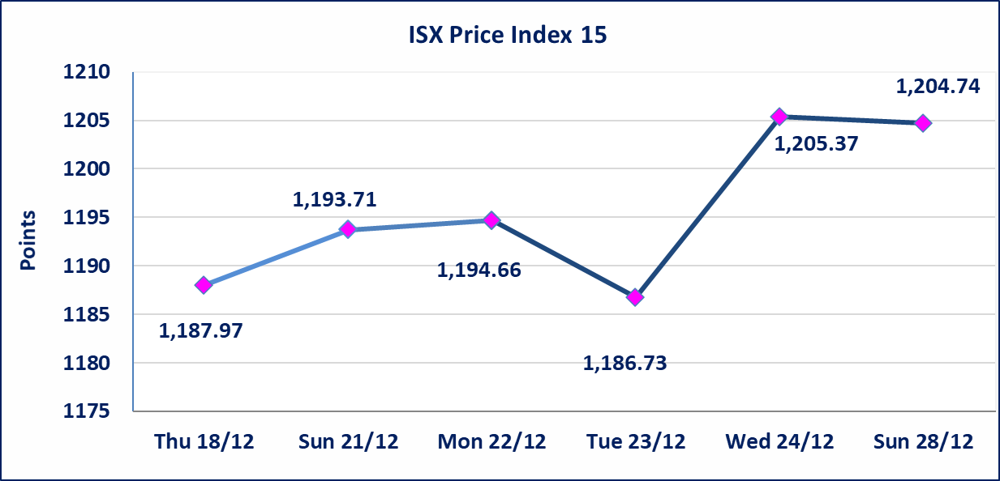 ISX Price Index 15
Points
1210
1205
1200
1195
1190
1185
1180
1175
1,187.97
1,193.71
1,194.66
1,186.73
1,205.37
1,204.74
Thu 18/12
Sun 21/12
Mon 22/12
Tue 23/12
Wed 24/12
Sun 28/12